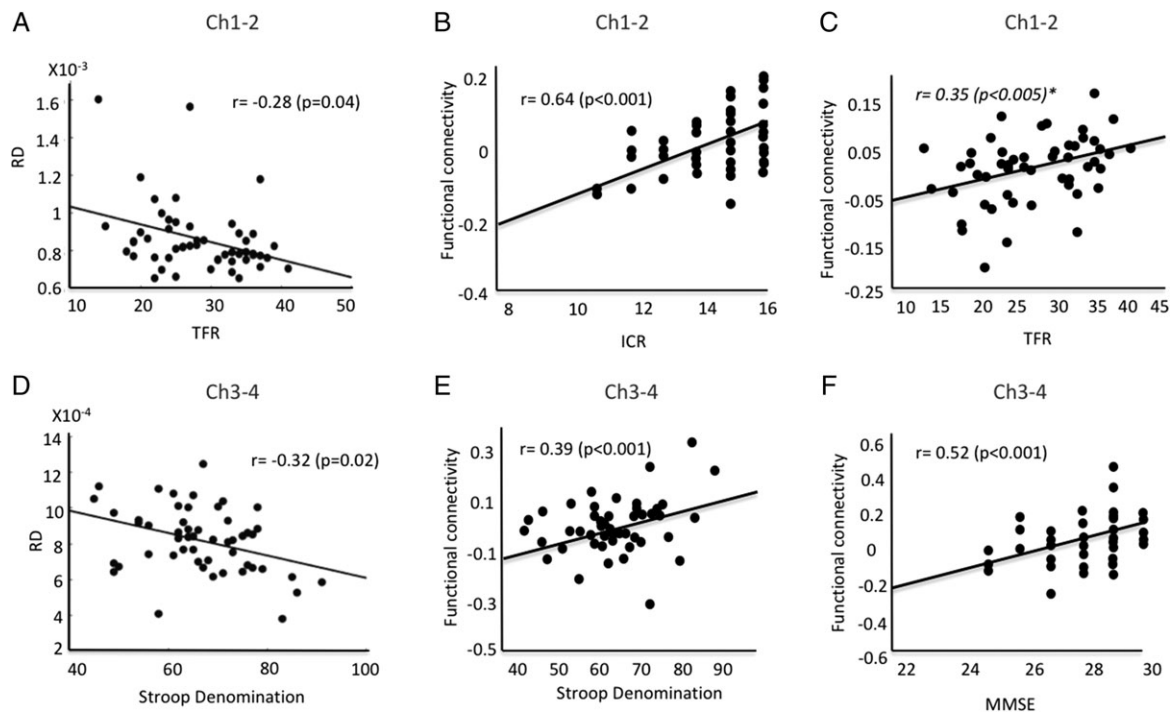 A
Ch1-2
X10-3
r= -0.28 (p=0.04)
1.6
1.4
1.2
1
0.8
0.6
RD
10 20 30 40 50
TFR
B
Ch1-2
r= 0.64 (p<0.001)
0.2
0
-0.2
-0.4
Functional connectivity
8 10 12 14 16
ICR
C
Ch1-2
r= 0.35 (p<0.005)*
0.15
0.05
-0.05
-0.15
-0.25
Functional connectivity
10 15 20 25 30 35 40 45
TFR
D
Ch3-4
X10-4
r= -0.32 (p=0.02)
14
12
10
8
6
4
2
RD
40 60 80 100
Stroop Denomination
E
Ch3-4
r= 0.39 (p<0.001)
0.3
0.1
-0.1
-0.3
-0.5
Functional connectivity
40 50 60 70 80 90
Stroop Denomination
F
Ch3-4
r= 0.52 (p<0.001)
0.6
0.4
0.2
0
-0.2
-0.4
-0.6
Functional connectivity
22 24 26 28 30
MMSE